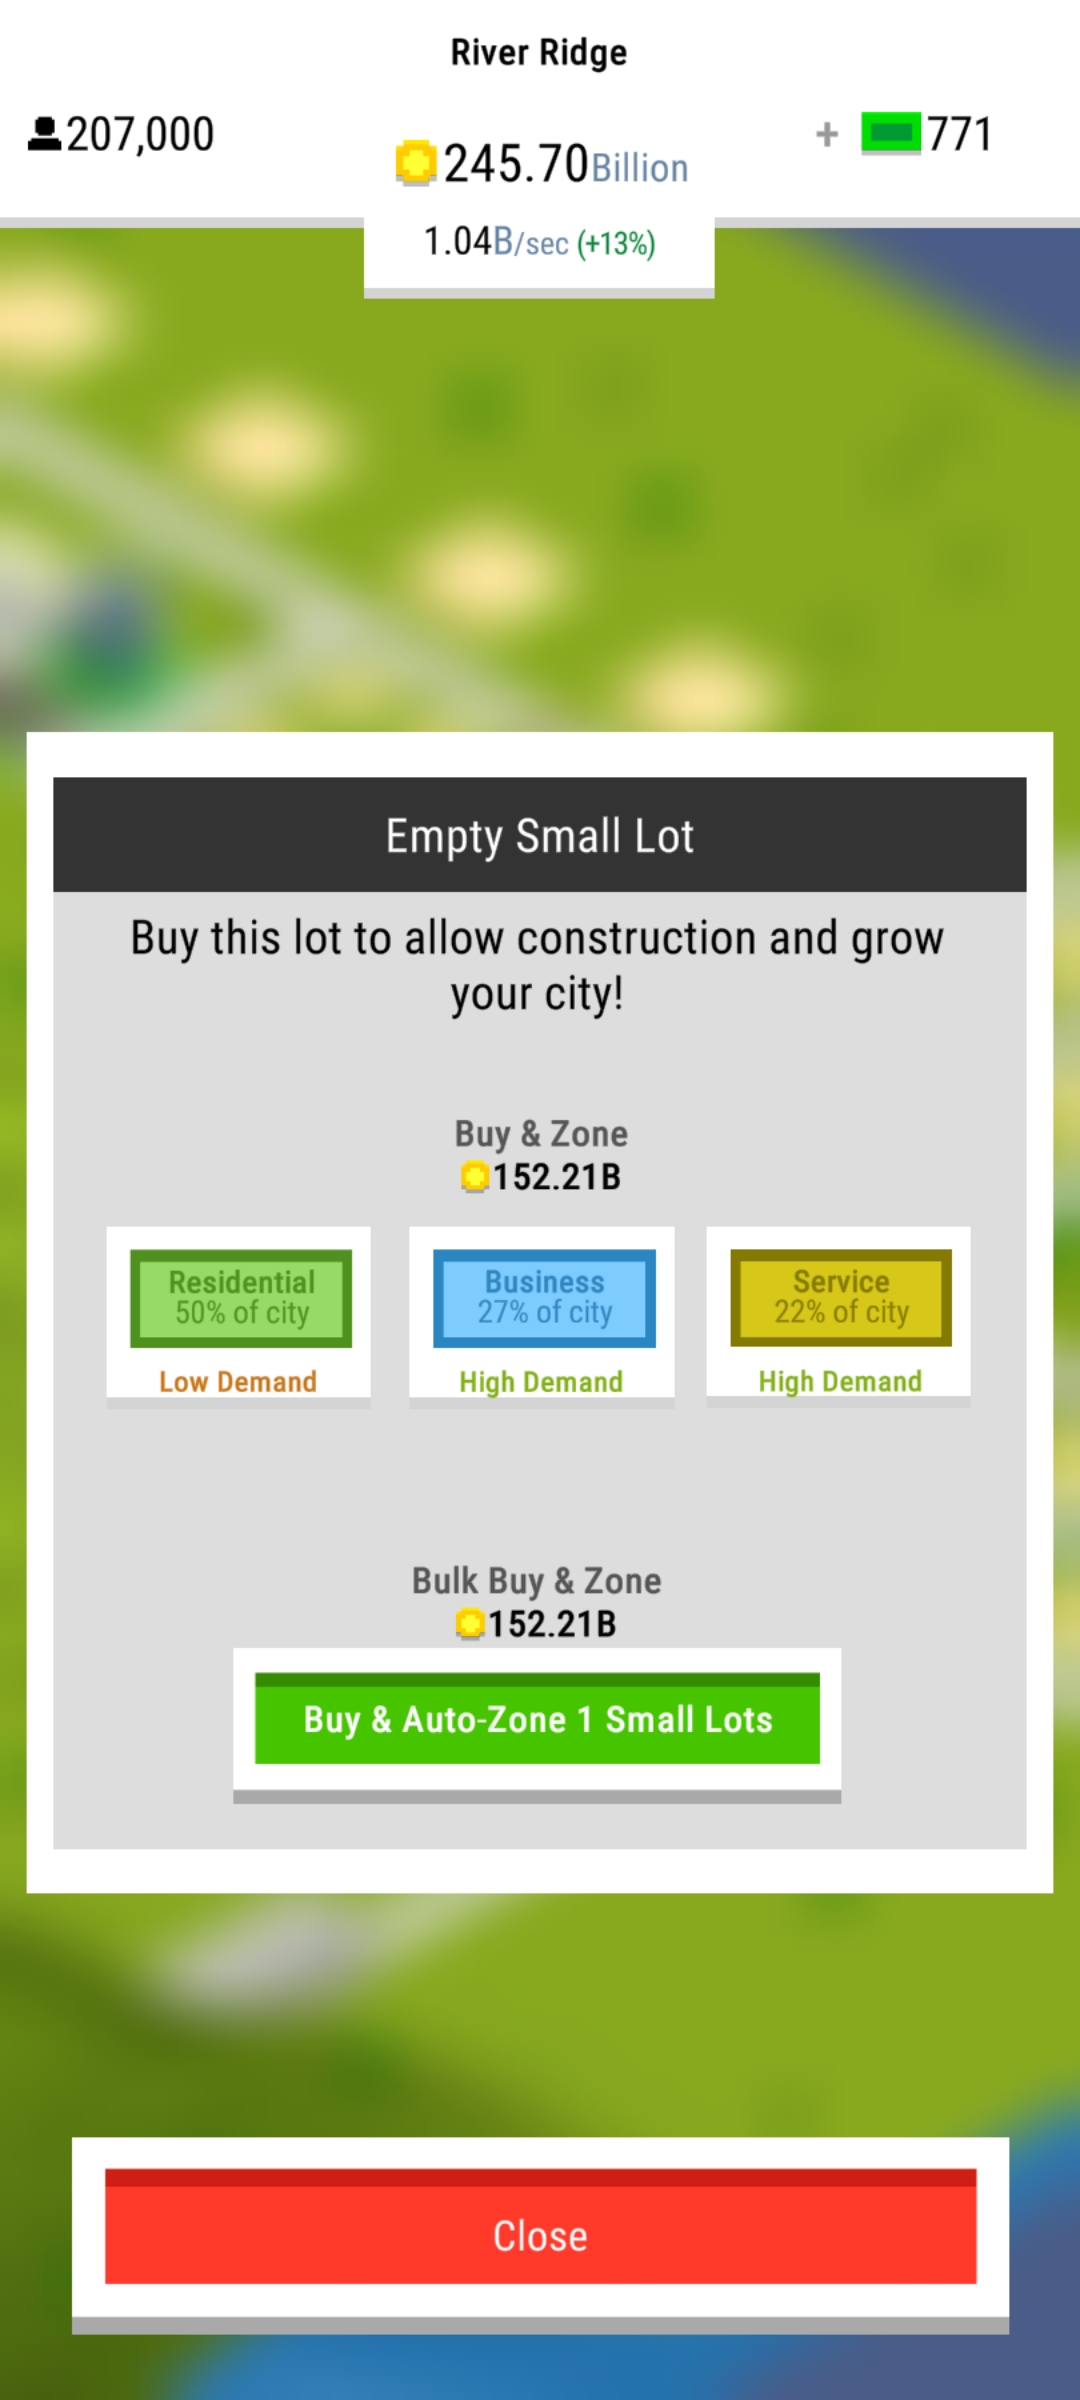 River Ridge
207,000
245.70Billion
+ 771
1.04B/sec (+13%)
Empty Small Lot
Buy this lot to allow construction and grow
your city!
Buy & Zone
152.21B
Residential
50% of city
Low Demand
Business
27% of city
High Demand
Service
22% of city
High Demand
Bulk Buy & Zone
152.21B
Buy & Auto-Zone 1 Small Lots
Close